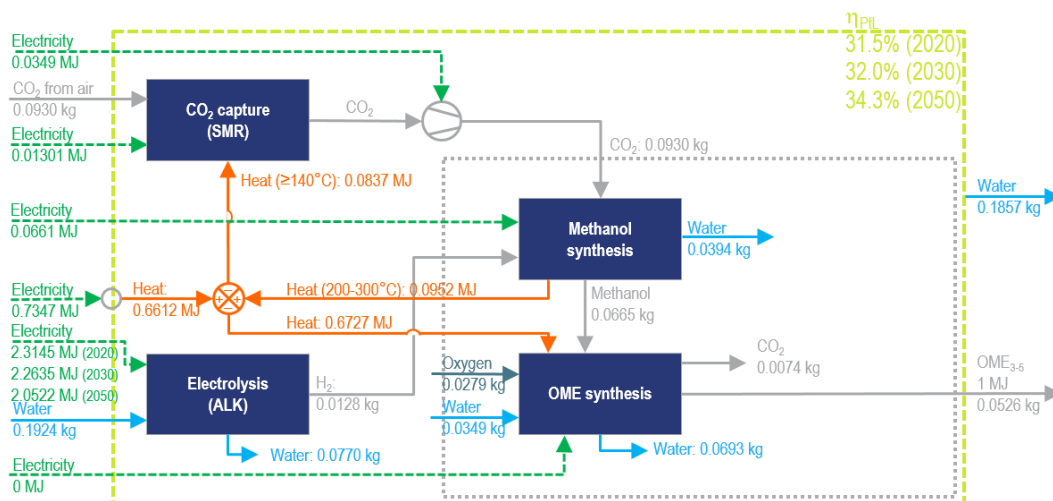 η PtL
31.5% (2020)
32.0% (2030)
34.3% (2050)
Electricity
0.0349 MJ
CO₂ from air
0.0930 kg
Electricity
0.01301 MJ
CO₂ capture
(SMR)
CO₂
CO₂: 0.0930 kg
Heat (≥140°C): 0.0837 MJ
Electricity
0.0661 MJ
Methanol
synthesis
Water
0.0394 kg
Water
0.1857 kg
Electricity
0.7347 MJ
Heat:
0.6612 MJ
+ − + −
Heat (200-300°C): 0.0952 MJ
Methanol
0.0665 kg
Heat: 0.6727 MJ
Electricity
2.3145 MJ (2020)
2.2635 MJ (2030)
2.0522 MJ (2050)
Water
0.1924 kg
Electrolysis
(ALK)
H₂:
0.0128 kg
Oxygen
0.0279 kg
Water
0.0349 kg
OME synthesis
CO₂
0.0074 kg
OME₃₋₅
1 MJ
0.0526 kg
Water: 0.0770 kg
Water: 0.0693 kg
Electricity
0 MJ